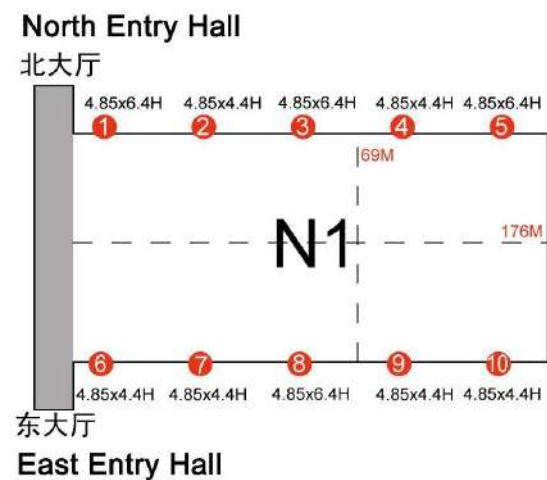 North Entry Hall
北大厅
4.85x6.4H 4.85x4.4H 4.85x6.4H 4.85x4.4H 4.85x6.4H
1 2 3 4 5
69M
N1
176M
6 7 8 9 10
4.85x4.4H 4.85x4.4H 4.85x6.4H 4.85x4.4H 4.85x4.4H
东大厅
East Entry Hall